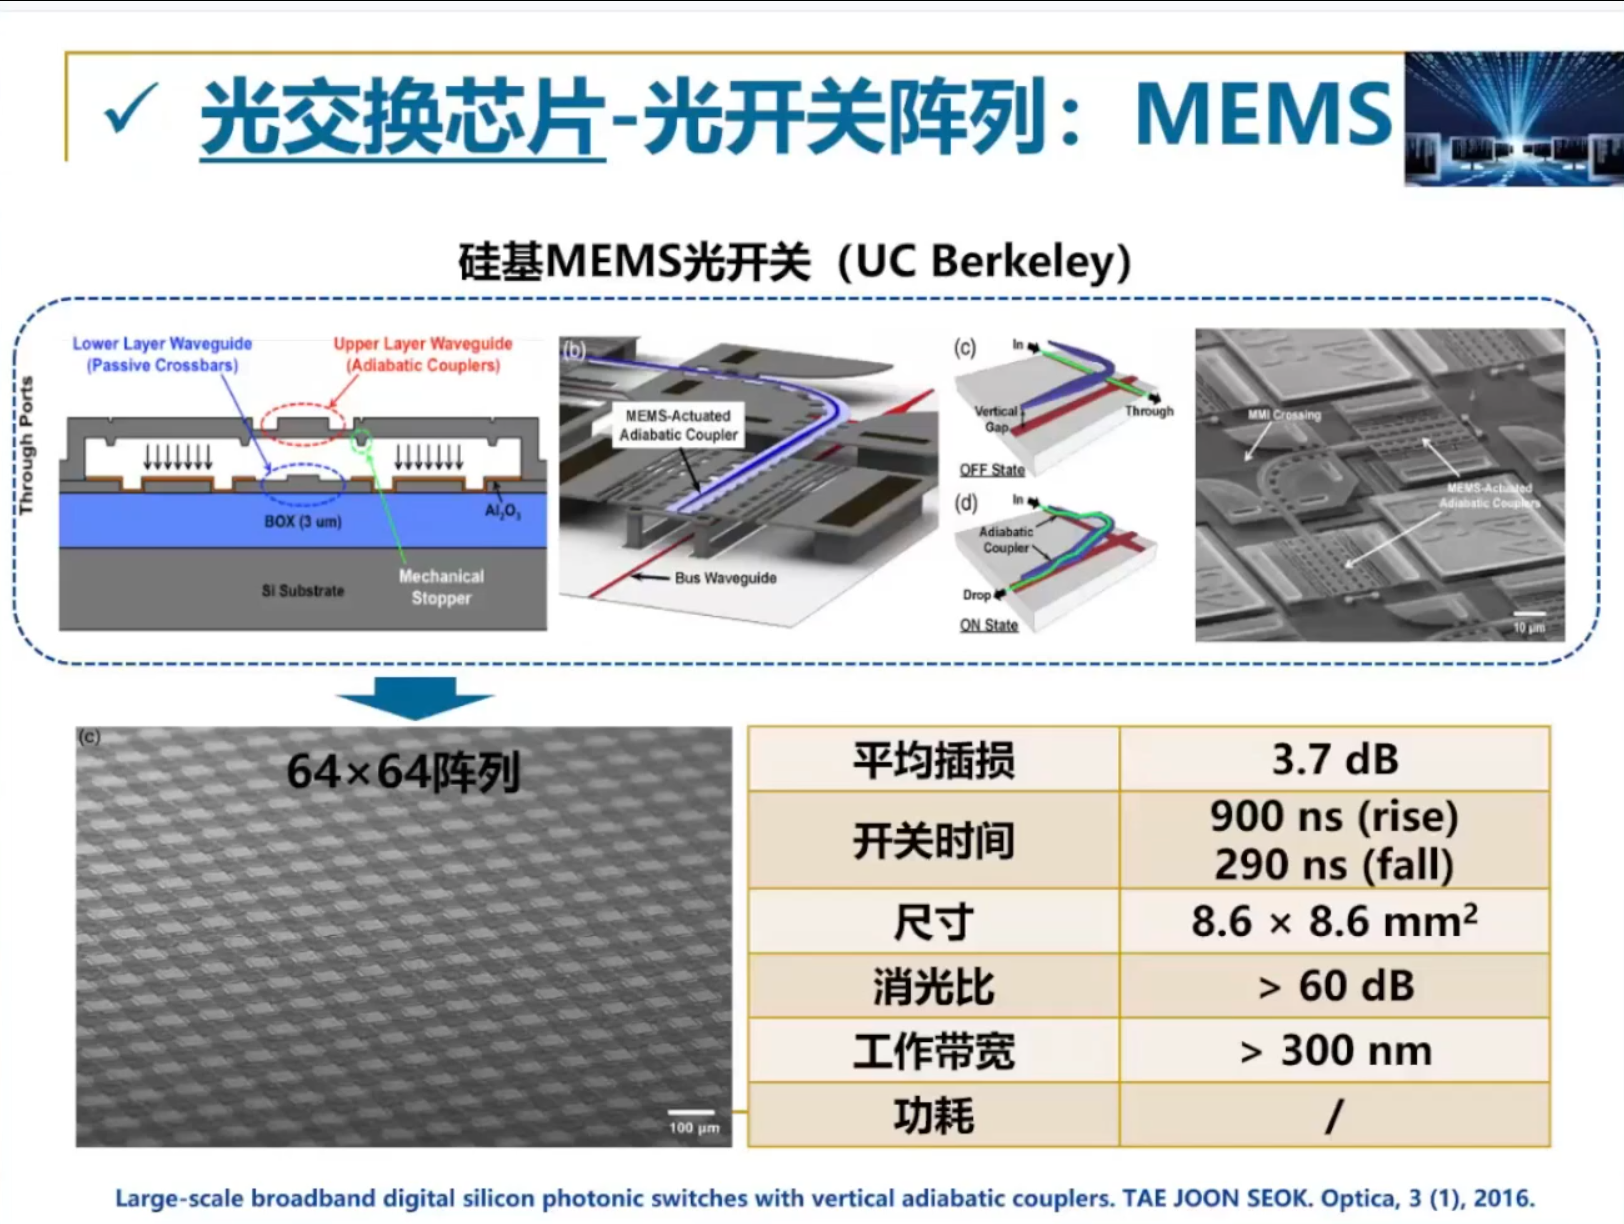 ✓ 光交换芯片-光开关阵列：MEMS
硅基MEMS光开关（UC Berkeley）
Through Ports
Lower Layer Waveguide
(Passive Crossbars)
Upper Layer Waveguide
(Adiabatic Couplers)
BOX (3 um)
Al₂O₃
Si Substrate
Mechanical
Stopper
(b)
MEMS-Actuated
Adiabatic Coupler
Bus Waveguide
(c)
In
Vertical
Gap
Through
OFF State
(d)
In
Adiabatic
Coupler
Drop
ON State
MMI Crossing
MEMS-Actuated
Adiabatic Couplers
10 μm
(c)
64×64阵列
100 μm
平均插损 3.7 dB
开关时间 900 ns (rise)
290 ns (fall)
尺寸 8.6 × 8.6 mm²
消光比 > 60 dB
工作带宽 > 300 nm
功耗 /
Large-scale broadband digital silicon photonic switches with vertical adiabatic couplers. TAE JOON SEOK. Optica, 3 (1), 2016.